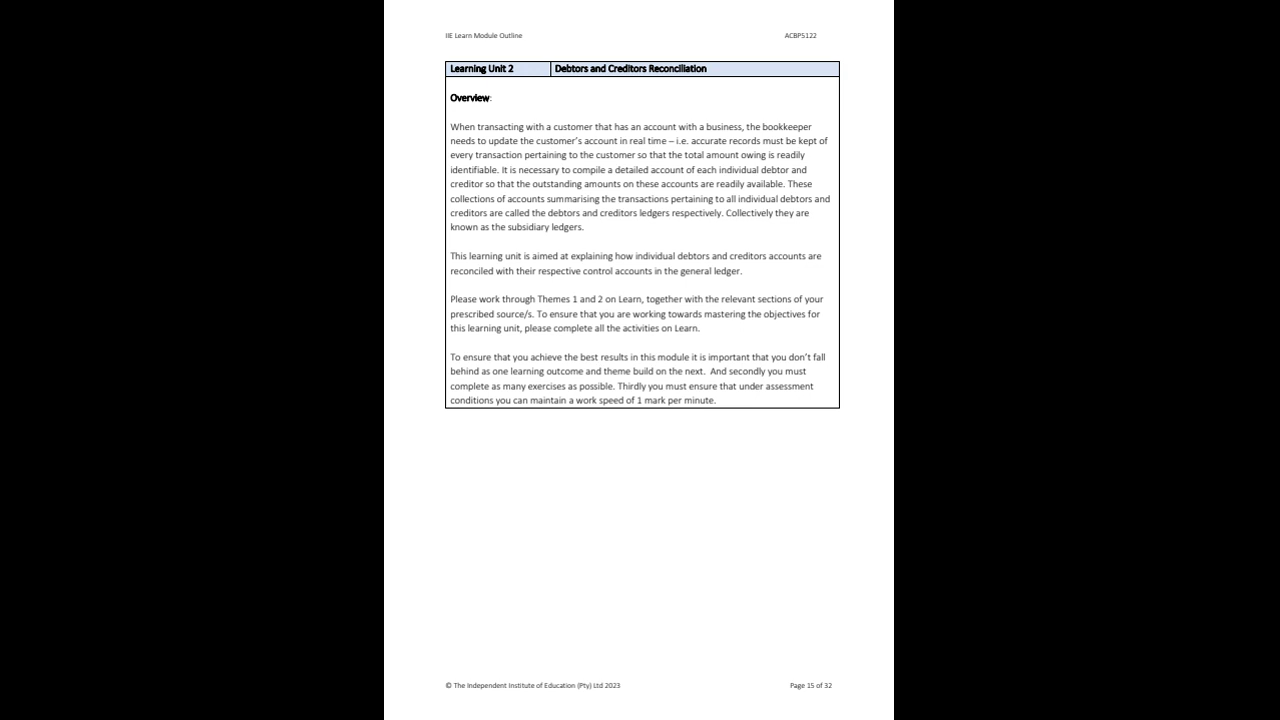 IIE Learn Module Outline ACBP5122
Learning Unit 2 Debtors and Creditors Reconciliation
Overview:
When transacting with a customer that has an account with a business, the bookkeeper
needs to update the customer's account in real time – i.e. accurate records must be kept of
every transaction pertaining to the customer so that the total amount owing is readily
identifiable. It is necessary to compile a detailed account of each individual debtor and
creditor so that the outstanding amounts on these accounts are readily available. These
collections of accounts summarising the transactions pertaining to all individual debtors and
creditors are called the debtors and creditors ledgers respectively. Collectively they are
known as the subsidiary ledgers.
This learning unit is aimed at explaining how individual debtors and creditors accounts are
reconciled with their respective control accounts in the general ledger.
Please work through Themes 1 and 2 on Learn, together with the relevant sections of your
prescribed source/s. To ensure that you are working towards mastering the objectives for
this learning unit, please complete all the activities on Learn.
To ensure that you achieve the best results in this module it is important that you don't fall
behind as one learning outcome and theme build on the next. And secondly you must
complete as many exercises as possible. Thirdly you must ensure that under assessment
conditions you can maintain a work speed of 1 mark per minute.
© The Independent Institute of Education (Pty) Ltd 2023 Page 15 of 32